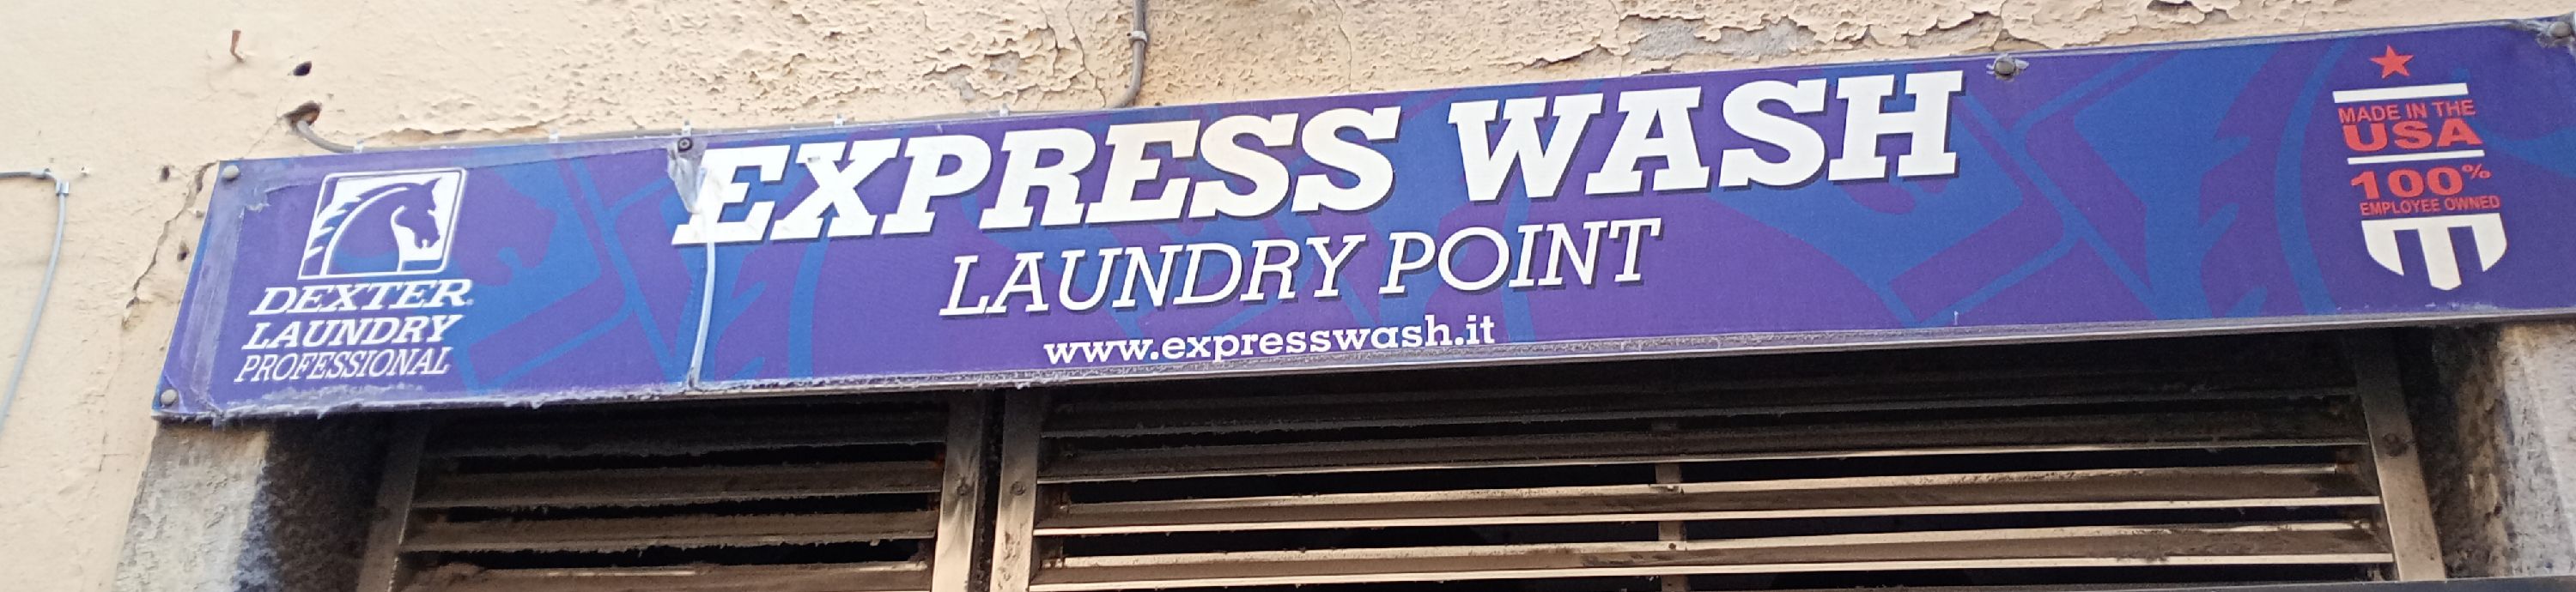 DEXTER
LAUNDRY
PROFESSIONAL
EXPRESS WASH
LAUNDRY POINT
www.expresswash.it
MADE IN THE
USA
100%
EMPLOYEE OWNED